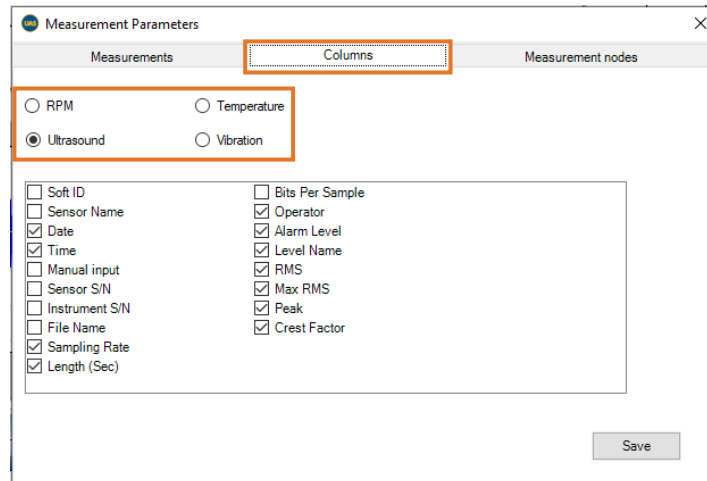 UAS Measurement Parameters
Measurements Columns Measurement nodes
RPM Temperature
Ultrasound Vibration
Soft ID Bits Per Sample
Sensor Name Operator
Date Alarm Level
Time Level Name
Manual input RMS
Sensor S/N Max RMS
Instrument S/N Peak
File Name Crest Factor
Sampling Rate
Length (Sec)
Save